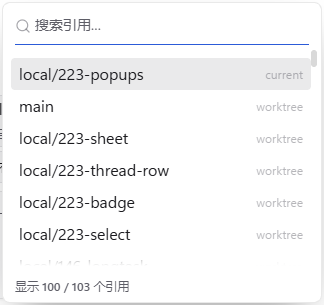 搜索引用...
local/223-popups current
main worktree
local/223-sheet worktree
local/223-thread-row worktree
local/223-badge worktree
local/223-select worktree
显示 100 / 103 个引用